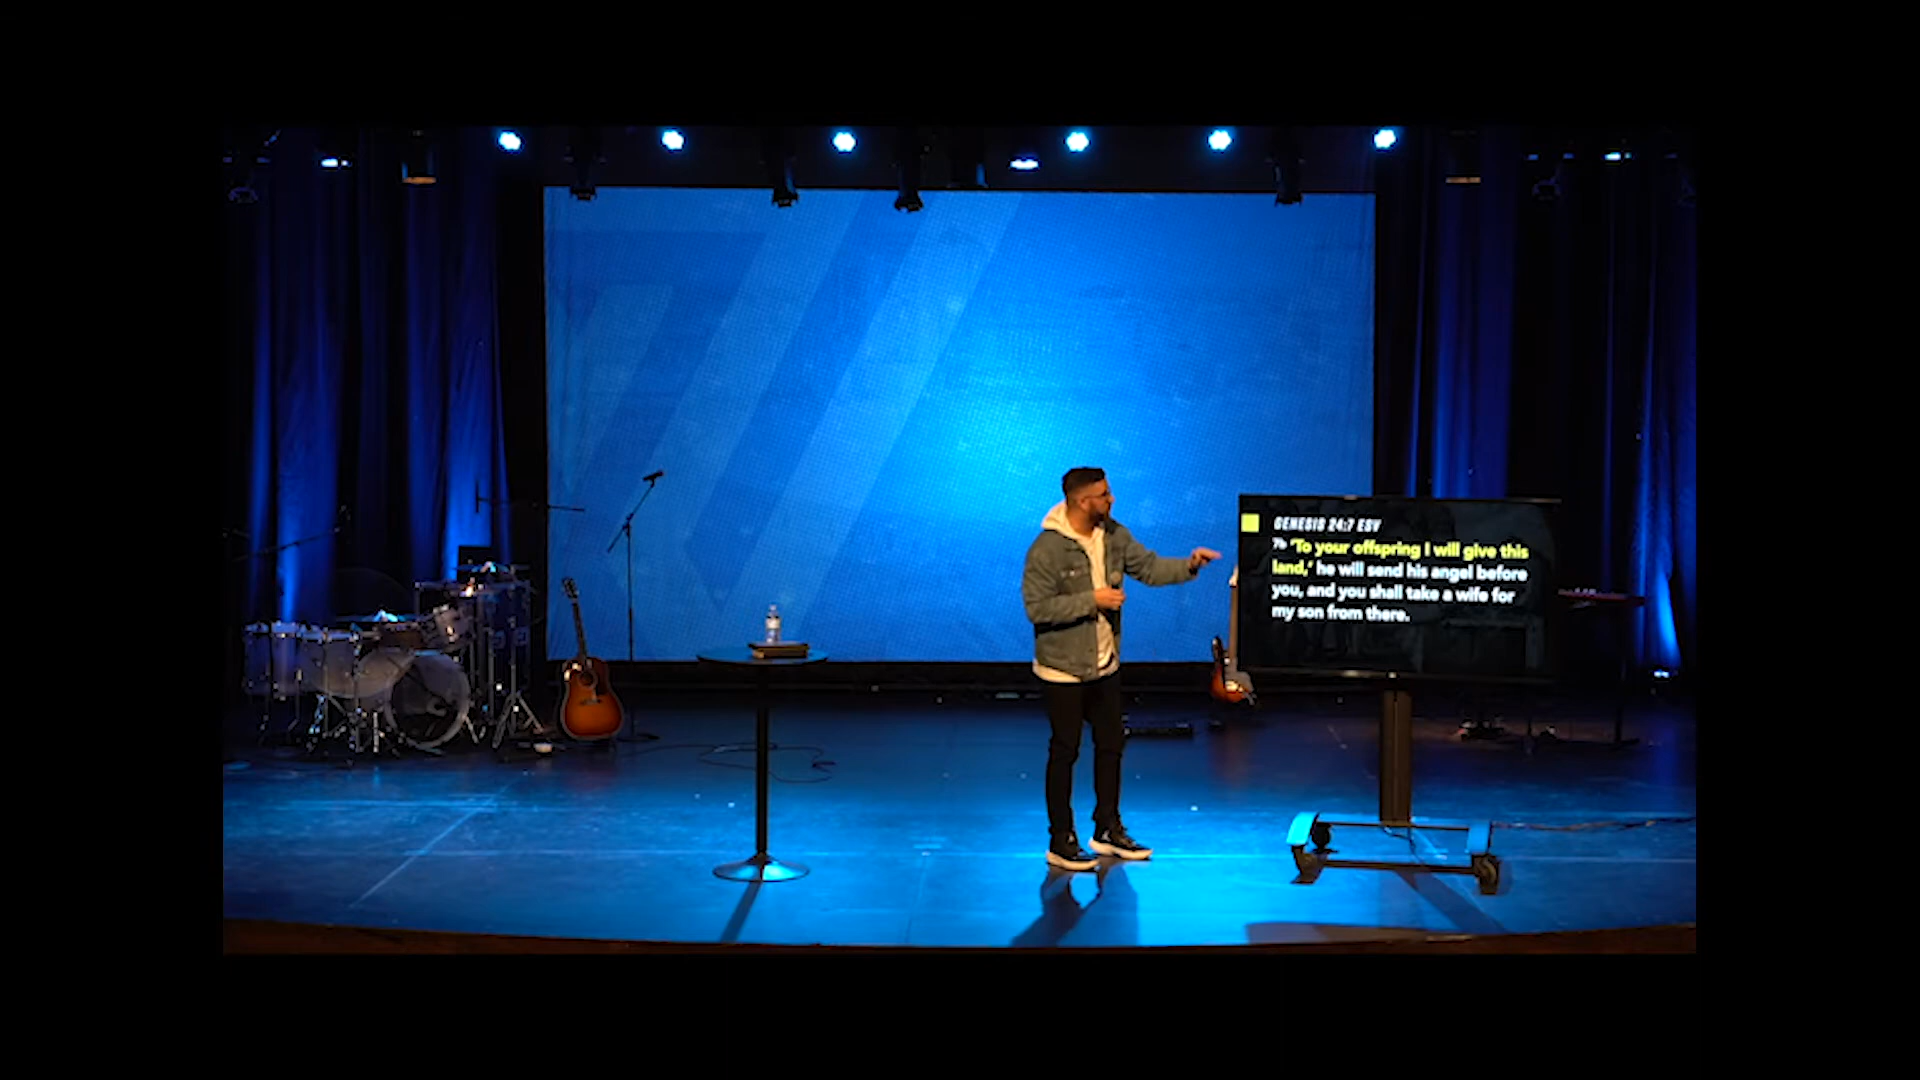 GENESIS 24:7 ESV
7b ‘To your offspring I will give this
land,’ he will send his angel before
you, and you shall take a wife for
my son from there.